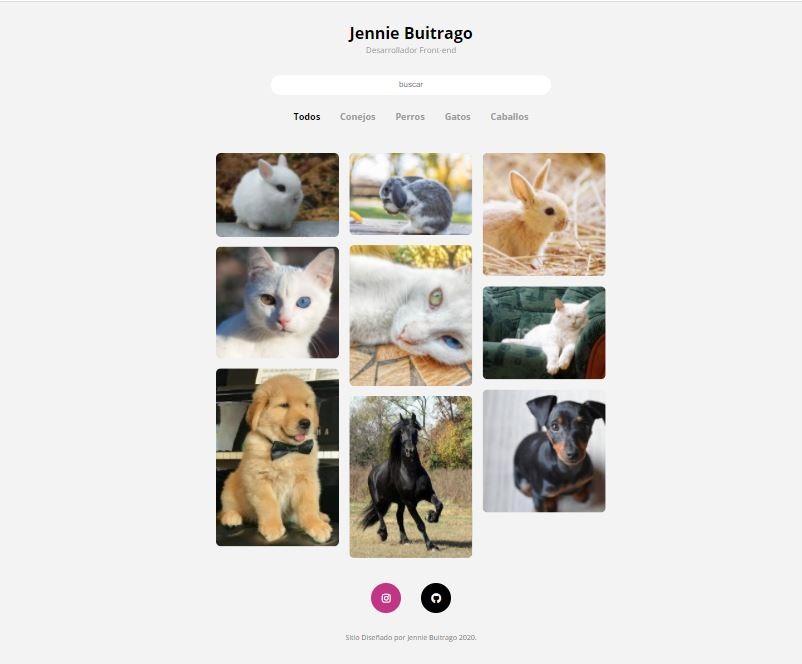 Jennie Buitrago
Desarrollador Front-end
buscar
Todos Conejos Perros Gatos Caballos
Sitio Diseñado por Jennie Buitrago 2020.